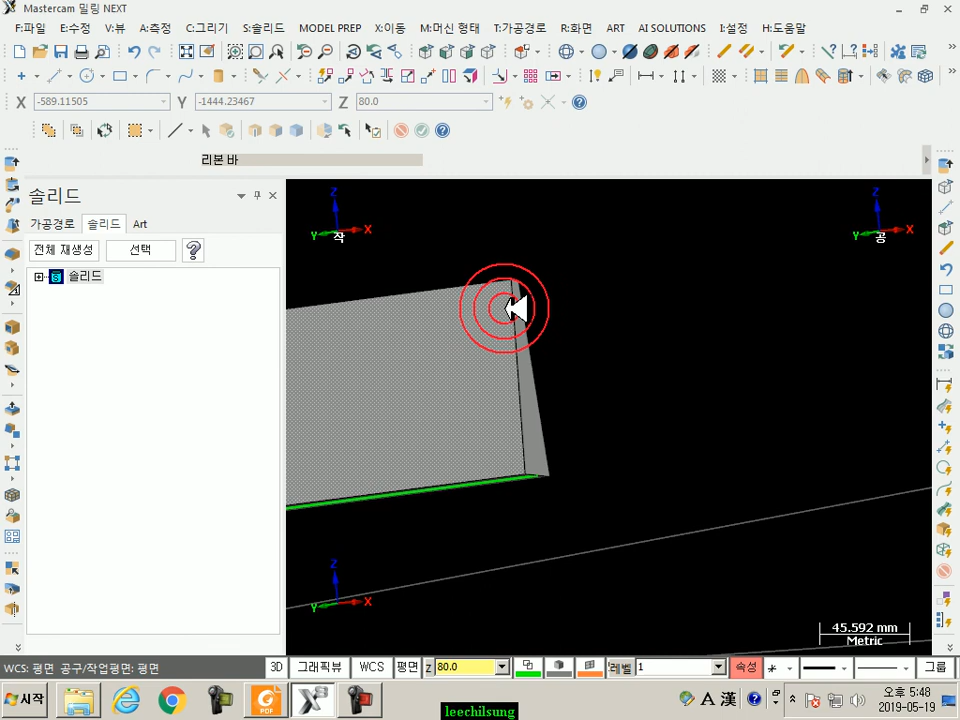 Mastercam 밀링 NEXT
F:파일 E:수정 V:뷰 A:측정 C:그리기 S:솔리드 MODEL PREP X:이동 M:머신 형태 T:가공경로 R:화면 ART AI SOLUTIONS I:설정 H:도움말
X -589.11505 Y -1444.23467 Z 80.0
리본 바
솔리드
가공경로 솔리드 Art
전체 재생성 선택
솔리드
Z X Y 작
Z X Y 공
Z X Y
45.592 mm
Metric
WCS: 평면 공구/작업평면: 평면 3D 그래픽뷰 WCS 평면 Z 80.0 레벨 1 속성 그룹
시작 PDF A 漢 오후 5:48
2019-05-19
leechilsung